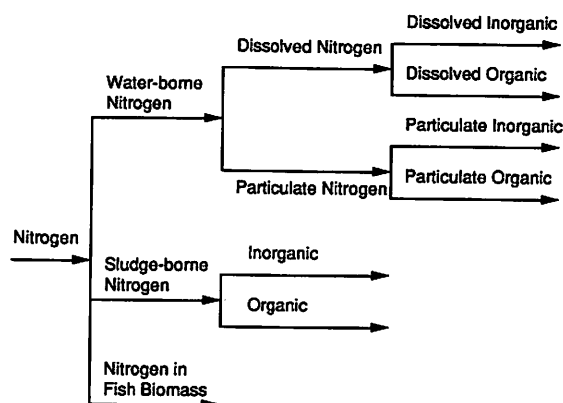 Dissolved Inorganic
Dissolved Nitrogen
Dissolved Organic
Water-borne
Nitrogen
Particulate Inorganic
Particulate Nitrogen
Particulate Organic
Nitrogen
Sludge-borne
Nitrogen
Inorganic
Organic
Nitrogen in
Fish Biomass